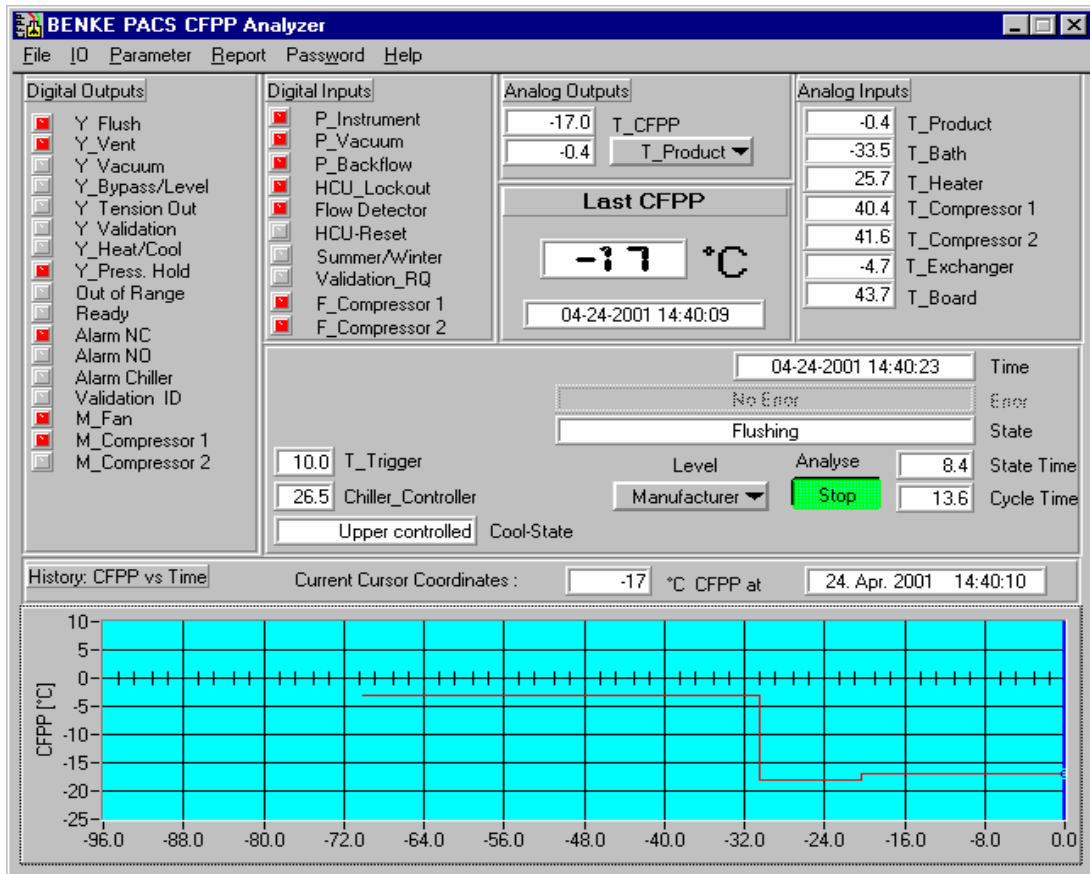 BENKE PACS CFPP Analyzer
File IO Parameter Report Password Help
Digital Outputs
Y Flush
Y_Vent
Y Vacuum
Y_Bypass/Level
Y Tension Out
Y Validation
Y_Heat/Cool
Y_Press. Hold
Out of Range
Ready
Alarm NC
Alarm NO
Alarm Chiller
Validation ID
M_Fan
M_Compressor 1
M_Compressor 2
Digital Inputs
P_Instrument
P_Vacuum
P_Backflow
HCU_Lockout
Flow Detector
HCU-Reset
Summer/Winter
Validation_RQ
F_Compressor 1
F_Compressor 2
Analog Outputs
-17.0 T_CFPP
-0.4 T_Product
Last CFPP
-17 °C
04-24-2001 14:40:09
Analog Inputs
-0.4 T_Product
-33.5 T_Bath
25.7 T_Heater
40.4 T_Compressor 1
41.6 T_Compressor 2
-4.7 T_Exchanger
43.7 T_Board
04-24-2001 14:40:23 Time
No Error Error
Flushing State
10.0 T_Trigger
26.5 Chiller_Controller
Upper controlled Cool-State
Level
Manufacturer
Analyse
Stop
8.4 State Time
13.6 Cycle Time
History: CFPP vs Time
Current Cursor Coordinates : -17 °C CFPP at 24. Apr. 2001 14:40:10
CFPP [°C]
10
5
0
-5
-10
-15
-20
-25
-96.0 -88.0 -80.0 -72.0 -64.0 -56.0 -48.0 -40.0 -32.0 -24.0 -16.0 -8.0 0.0